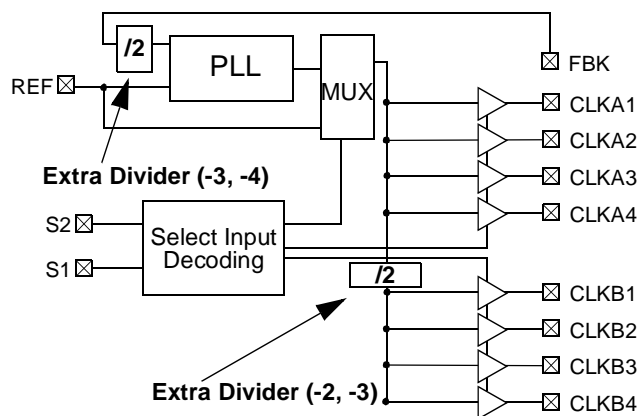 /2
PLL
MUX
FBK
REF
CLKA1
CLKA2
CLKA3
CLKA4
Extra Divider (-3, -4)
S2
S1
Select Input
Decoding
/2
CLKB1
CLKB2
CLKB3
CLKB4
Extra Divider (-2, -3)